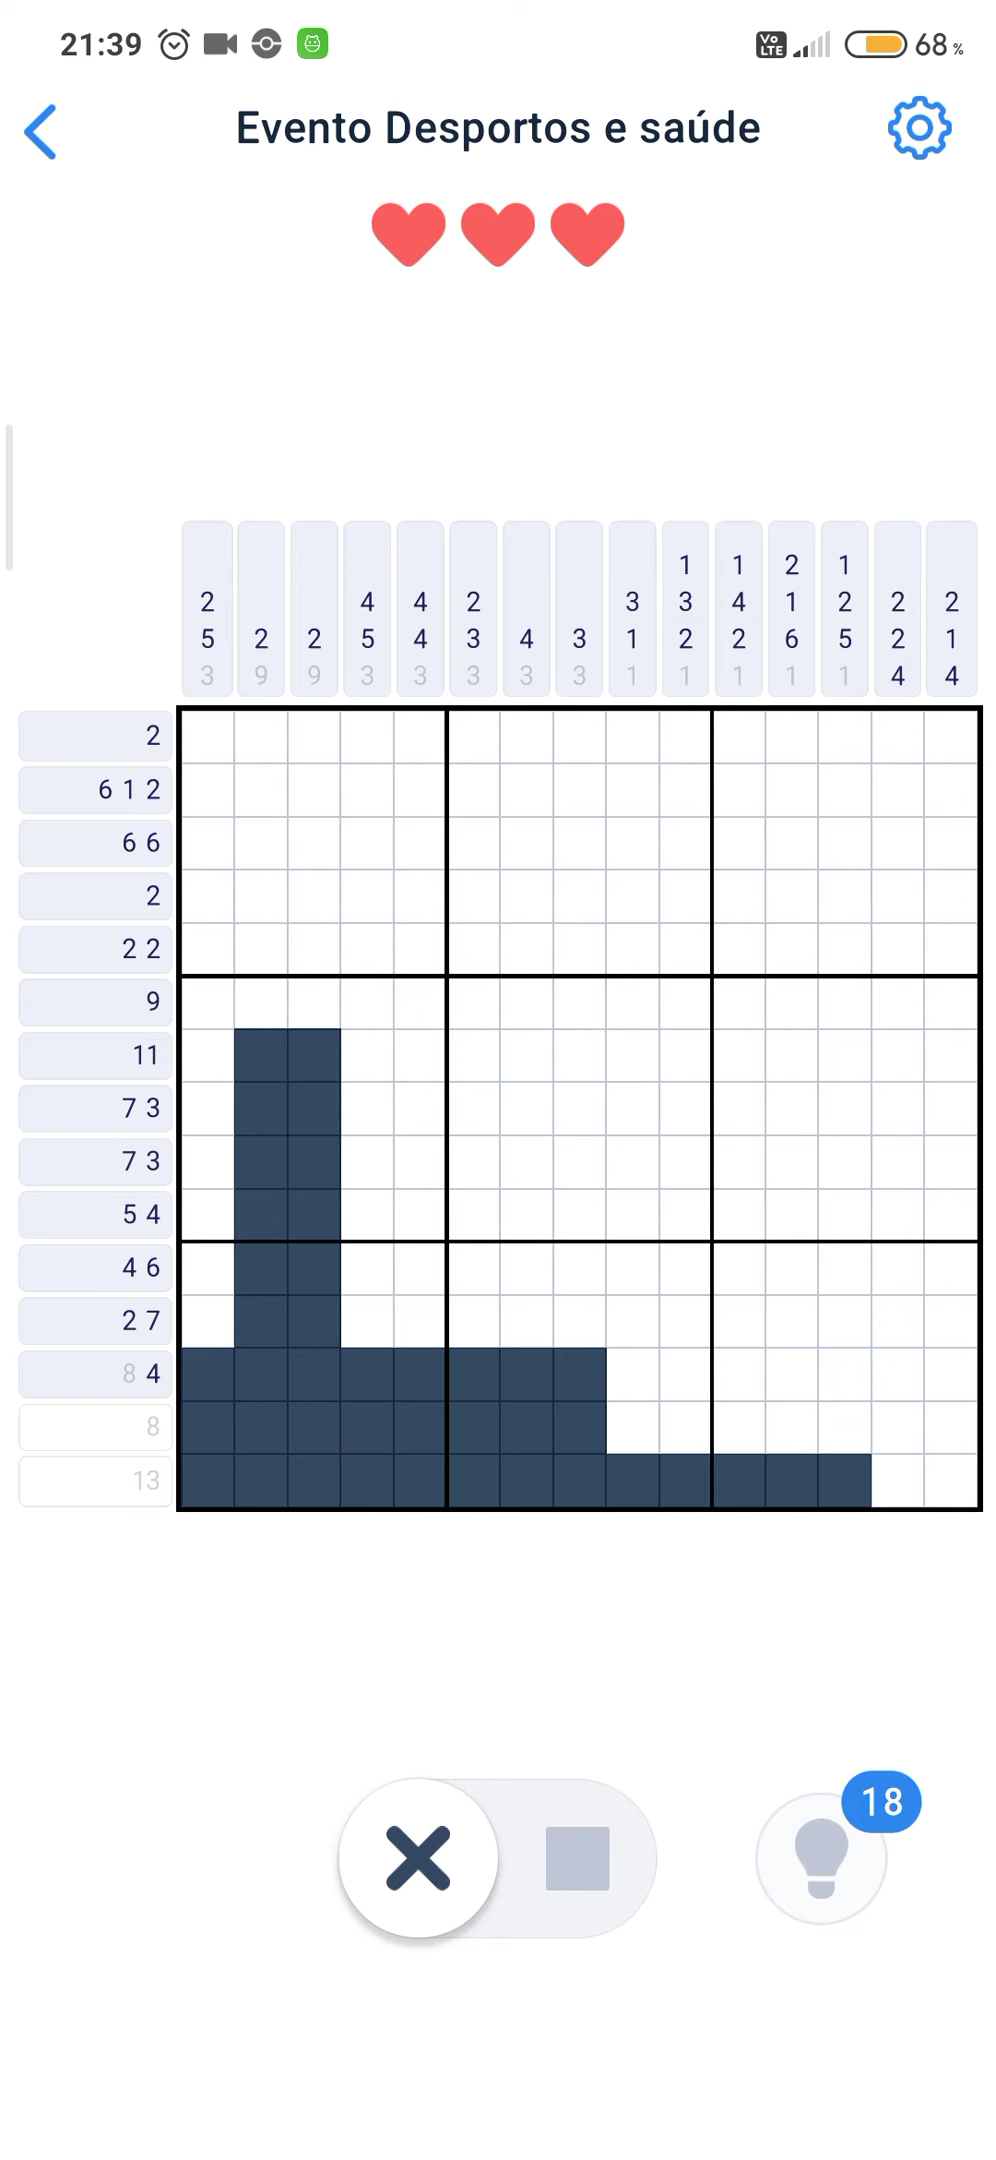 21:39 Vo LTE 68 %
Evento Desportos e saúde
1 1 2 1
2 4 4 2 3 3 4 1 2 2 2
5 2 2 5 4 3 4 3 1 2 2 6 5 2 1
3 9 9 3 3 3 3 3 1 1 1 1 1 4 4
2
6 1 2
6 6
2
2 2
9
11
7 3
7 3
5 4
4 6
2 7
8 4
8
13
18